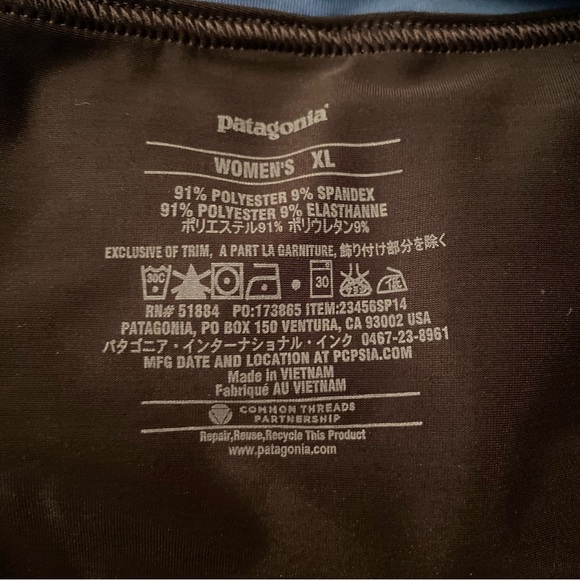 patagonia®
WOMEN'S XL
91% POLYESTER 9% SPANDEX
91% POLYESTER 9% ELASTHANNE
ポリエステル91% ポリウレタン9%
EXCLUSIVE OF TRIM, A PART LA GARNITURE, 飾り付け部分を除く
30C 30
RN# 51884 PO:173865 ITEM:23456SP14
PATAGONIA, PO BOX 150 VENTURA, CA 93002 USA
パタゴニア・インターナショナル・インク 0467-23-8961
MFG DATE AND LOCATION AT PCPSIA.COM
Made in VIETNAM
Fabriqué AU VIETNAM
COMMON THREADS
PARTNERSHIP
Repair,Reuse,Recycle This Product
www.patagonia.com